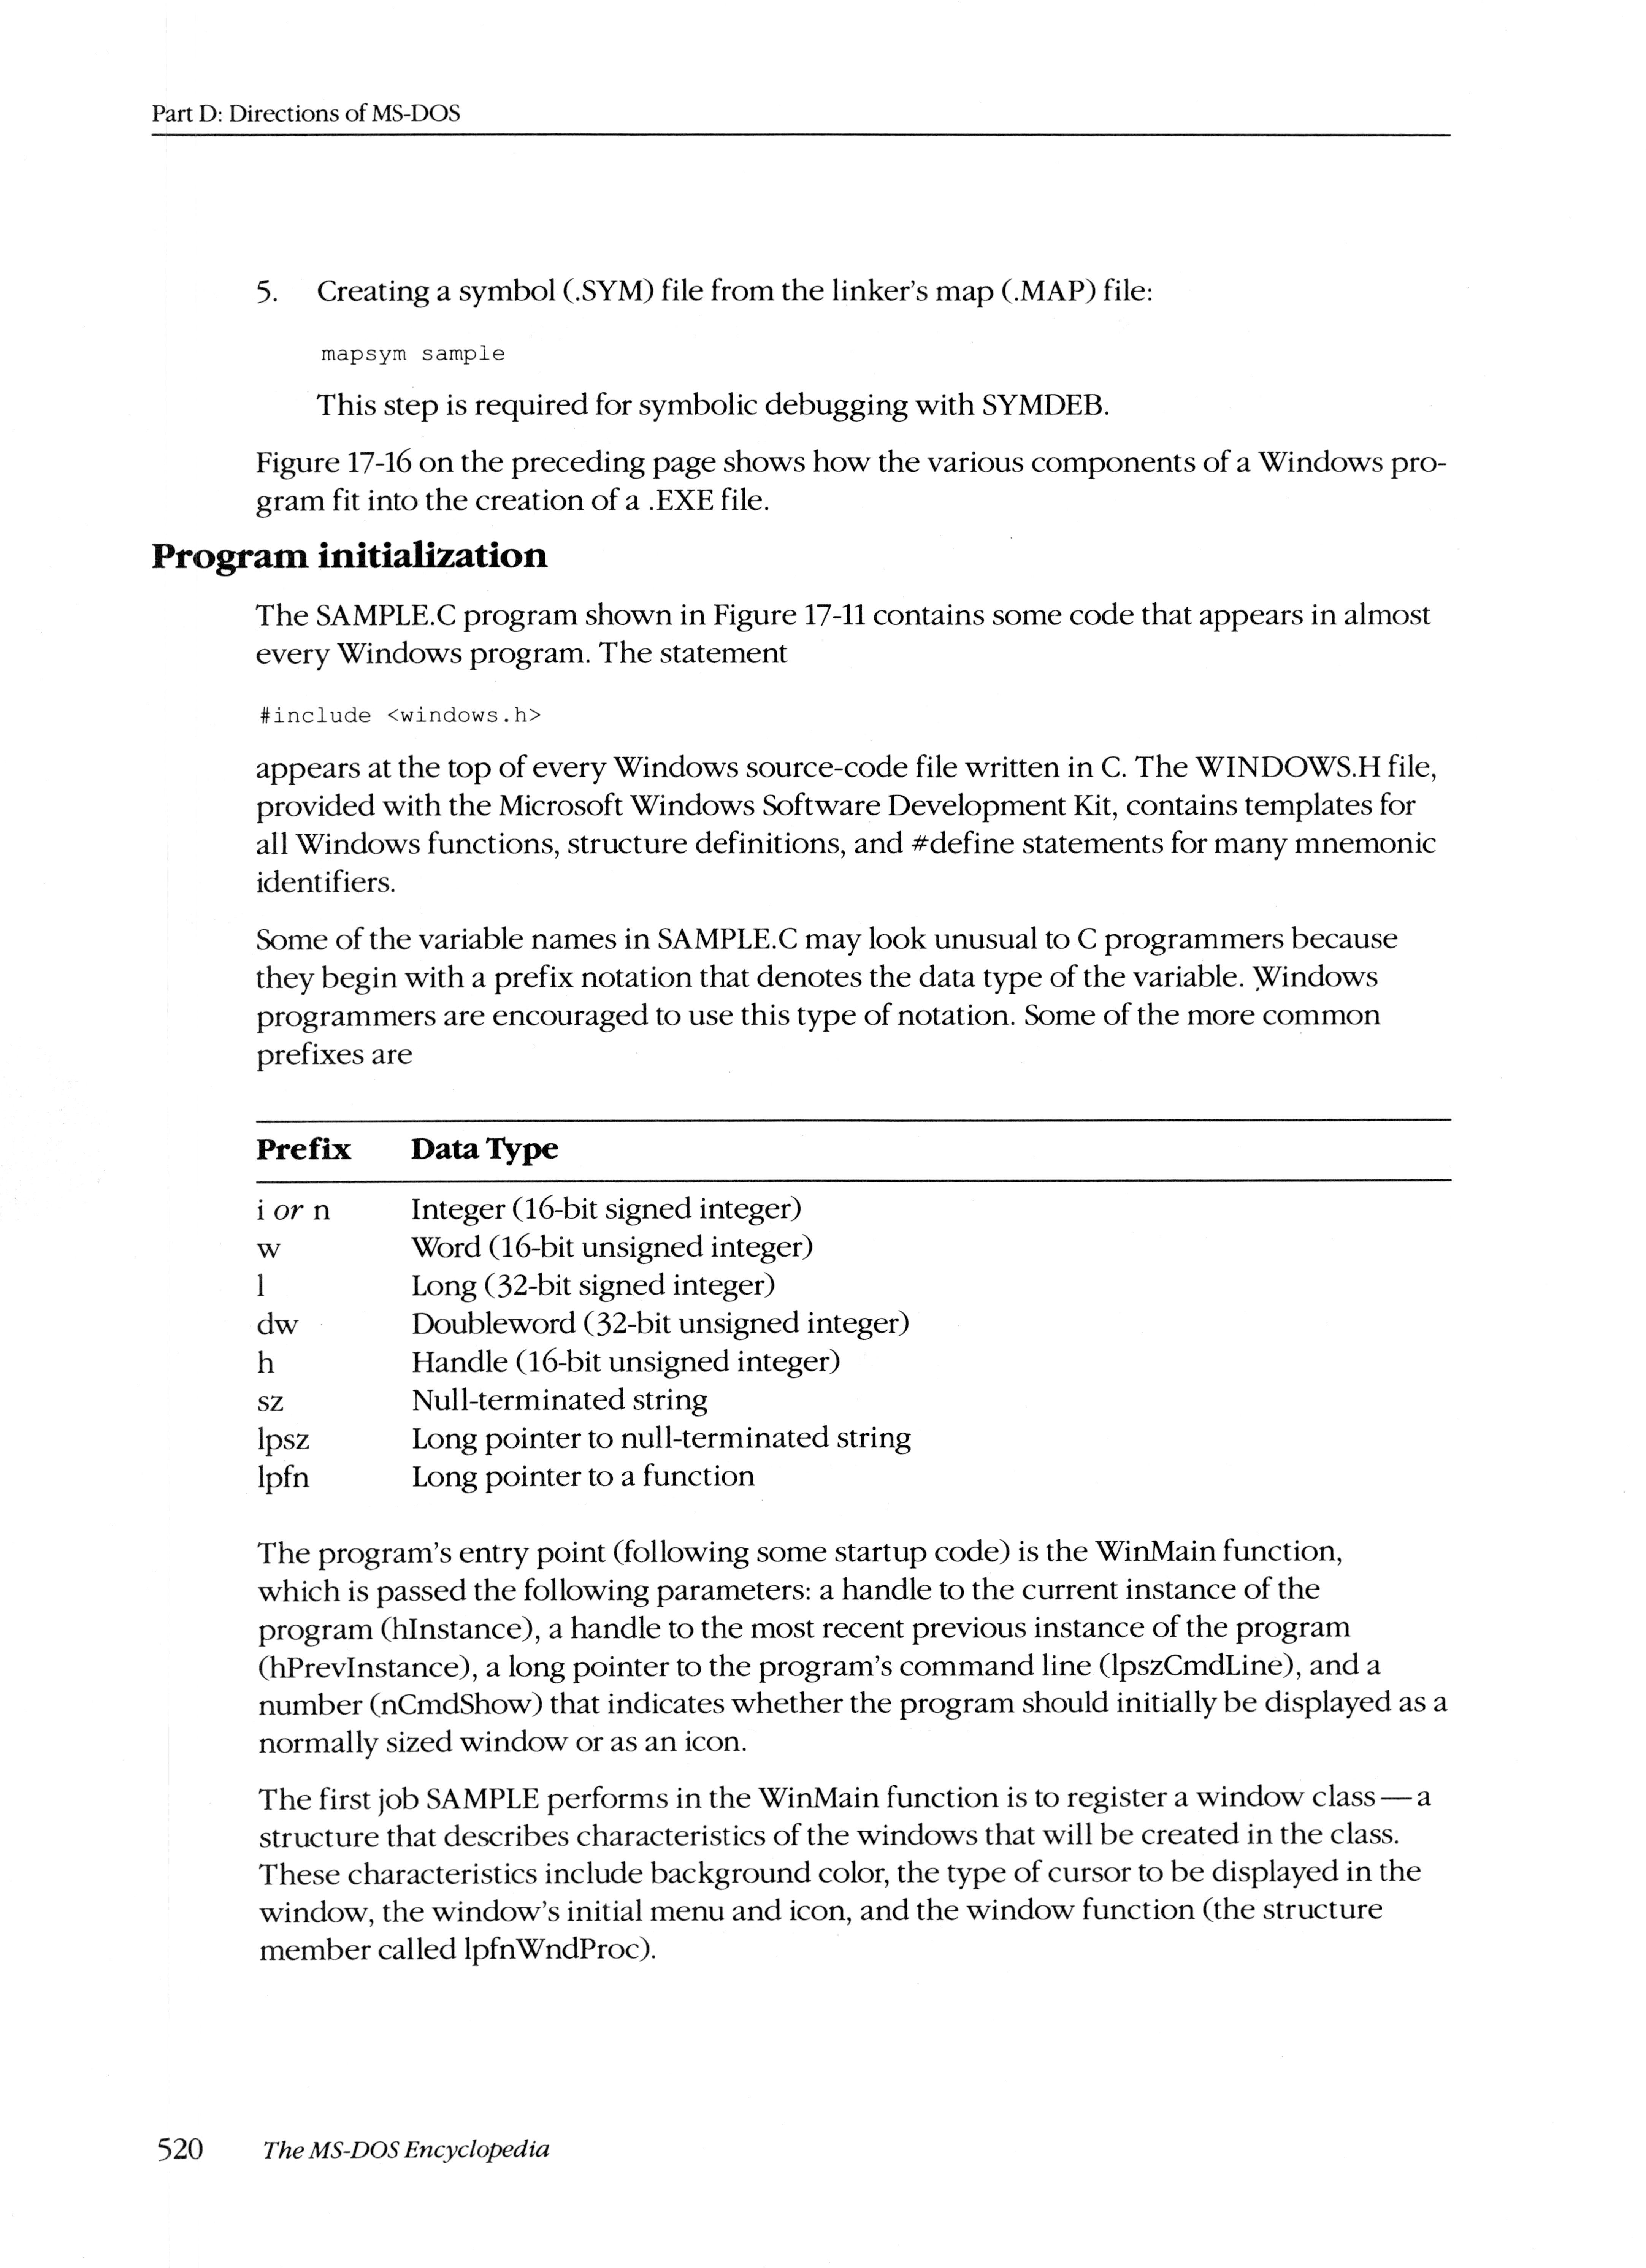 Part D: Directions of MS-DOS
5. Creating a symbol (.SYM) file from the linker's map (.MAP) file:
mapsym sample
This step is required for symbolic debugging with SYMDEB.
Figure 17-16 on the preceding page shows how the various components of a Windows pro-
gram fit into the creation of a .EXE file.
Program initialization
The SAMPLE.C program shown in Figure 17-11 contains some code that appears in almost
every Windows program. The statement
#include <windows.h>
appears at the top of every Windows source-code file written in C. The WINDOWS.H file,
provided with the Microsoft Windows Software Development Kit, contains templates for
all Windows functions, structure definitions, and #define statements for many mnemonic
identifiers.
Some of the variable names in SAMPLE.C may look unusual to C programmers because
they begin with a prefix notation that denotes the data type of the variable. Windows
programmers are encouraged to use this type of notation. Some of the more common
prefixes are
Prefix Data Type
i or n Integer (16-bit signed integer)
w Word (16-bit unsigned integer)
l Long (32-bit signed integer)
dw Doubleword (32-bit unsigned integer)
h Handle (16-bit unsigned integer)
sz Null-terminated string
lpsz Long pointer to null-terminated string
lpfn Long pointer to a function
The program's entry point (following some startup code) is the WinMain function,
which is passed the following parameters: a handle to the current instance of the
program (hInstance), a handle to the most recent previous instance of the program
(hPrevInstance), a long pointer to the program's command line (lpszCmdLine), and a
number (nCmdShow) that indicates whether the program should initially be displayed as a
normally sized window or as an icon.
The first job SAMPLE performs in the WinMain function is to register a window class — a
structure that describes characteristics of the windows that will be created in the class.
These characteristics include background color, the type of cursor to be displayed in the
window, the window's initial menu and icon, and the window function (the structure
member called lpfnWndProc).
520 The MS-DOS Encyclopedia